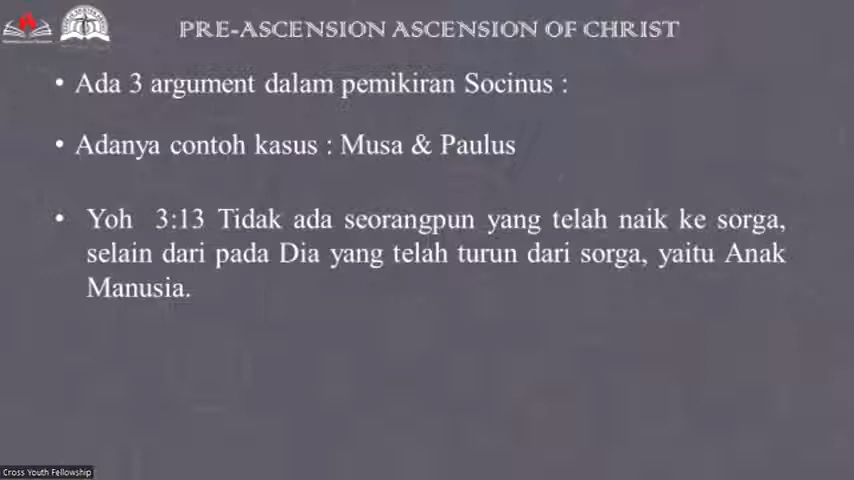 PRE-ASCENSION ASCENSION OF CHRIST
• Ada 3 argument dalam pemikiran Socinus :
• Adanya contoh kasus : Musa & Paulus
• Yoh 3:13 Tidak ada seorangpun yang telah naik ke sorga,
selain dari pada Dia yang telah turun dari sorga, yaitu Anak
Manusia.
Cross Youth Fellowship